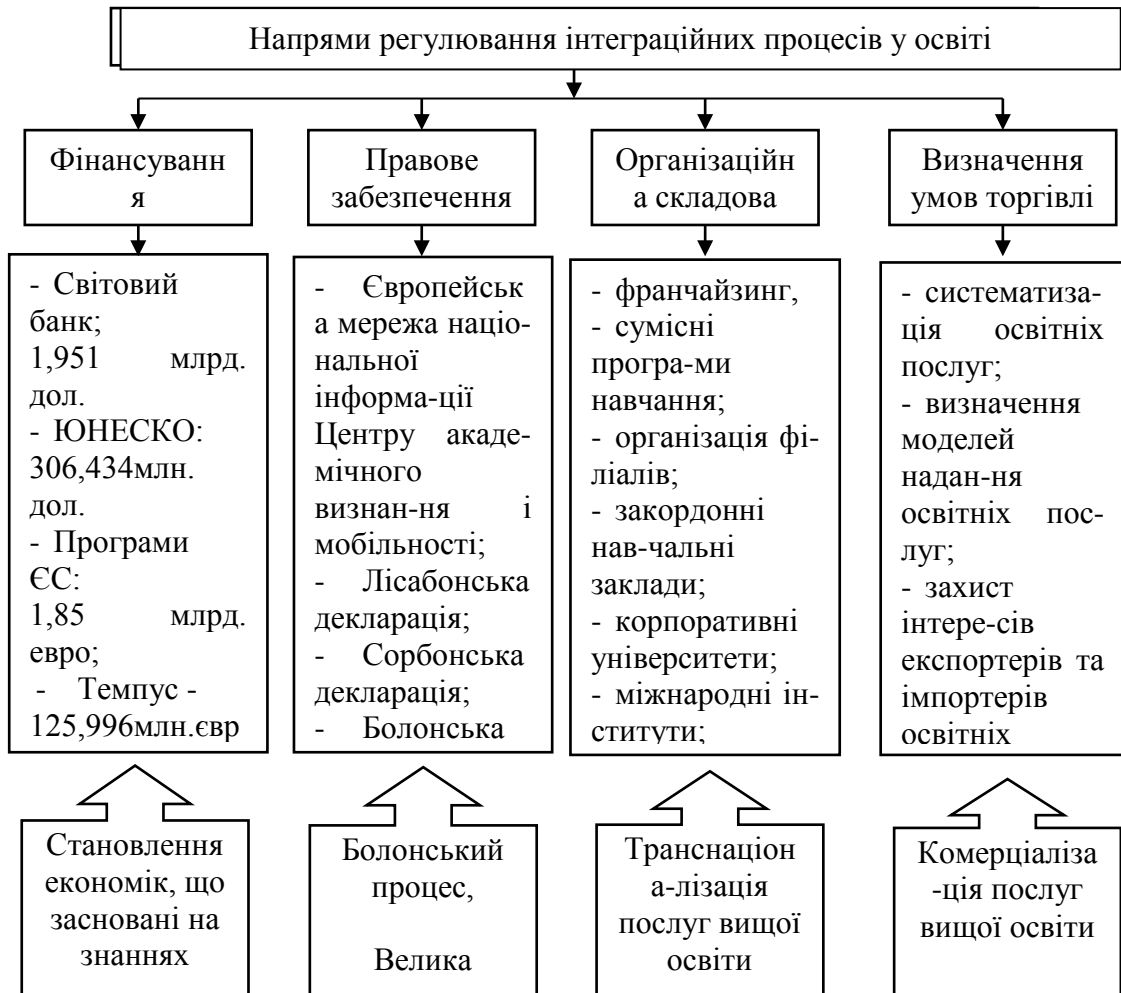 Напрями регулювання інтеграційних процесів у освіті
Фінансуванн
я
Правове
забезпечення
Організаційн
а складова
Визначення
умов торгівлі
- Світовий
банк;
1,951 млрд.
дол.
- ЮНЕСКО:
306,434млн.
дол.
- Програми
ЄС:
1,85 млрд.
евро;
- Темпус -
125,996млн.євр
- Європейськ
а мережа націо-
нальної
інформа-ції
Центру акаде-
мічного
визнан-ня і
мобільності;
- Лісабонська
декларація;
- Сорбонська
декларація;
- Болонська
- франчайзинг,
- сумісні
програ-ми
навчання;
- організація фі-
ліалів;
- закордонні
нав-чальні
заклади;
- корпоративні
університети;
- міжнародні ін-
ститути;
- систематиза-
ція освітніх
послуг;
- визначення
моделей
надан-ня
освітніх пос-
луг;
- захист
інтере-сів
експортерів та
імпортерів
освітніх
Становлення
економік, що
засновані на
знаннях
Болонський
процес,
Велика
Транснаціон
а-лізація
послуг вищої
освіти
Комерціаліза
-ція послуг
вищої освіти